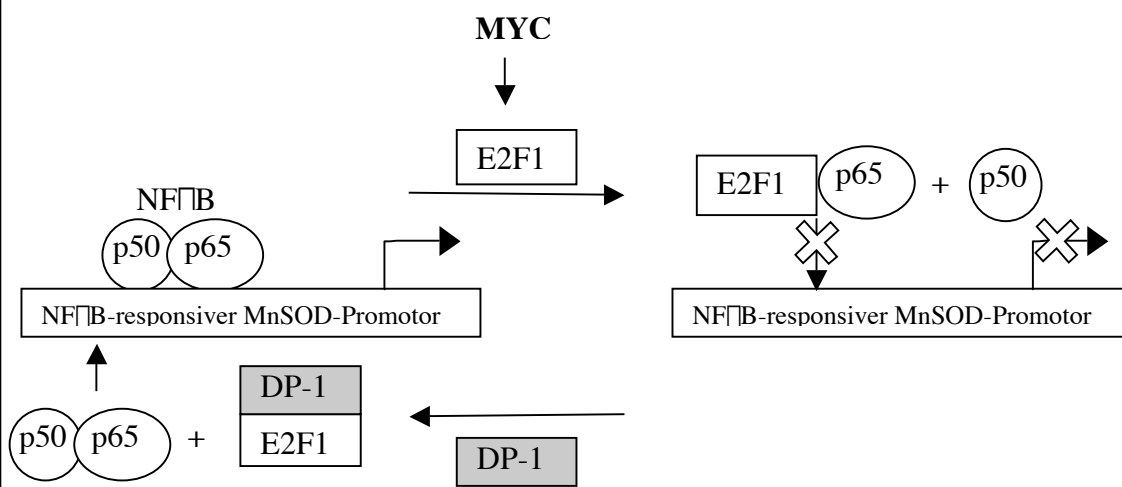 MYC
E2F1
NF∏B
p50 p65
NF∏B-responsiver MnSOD-Promotor
E2F1 p65 + p50
NF∏B-responsiver MnSOD-Promotor
p50 p65 + DP-1
E2F1
DP-1